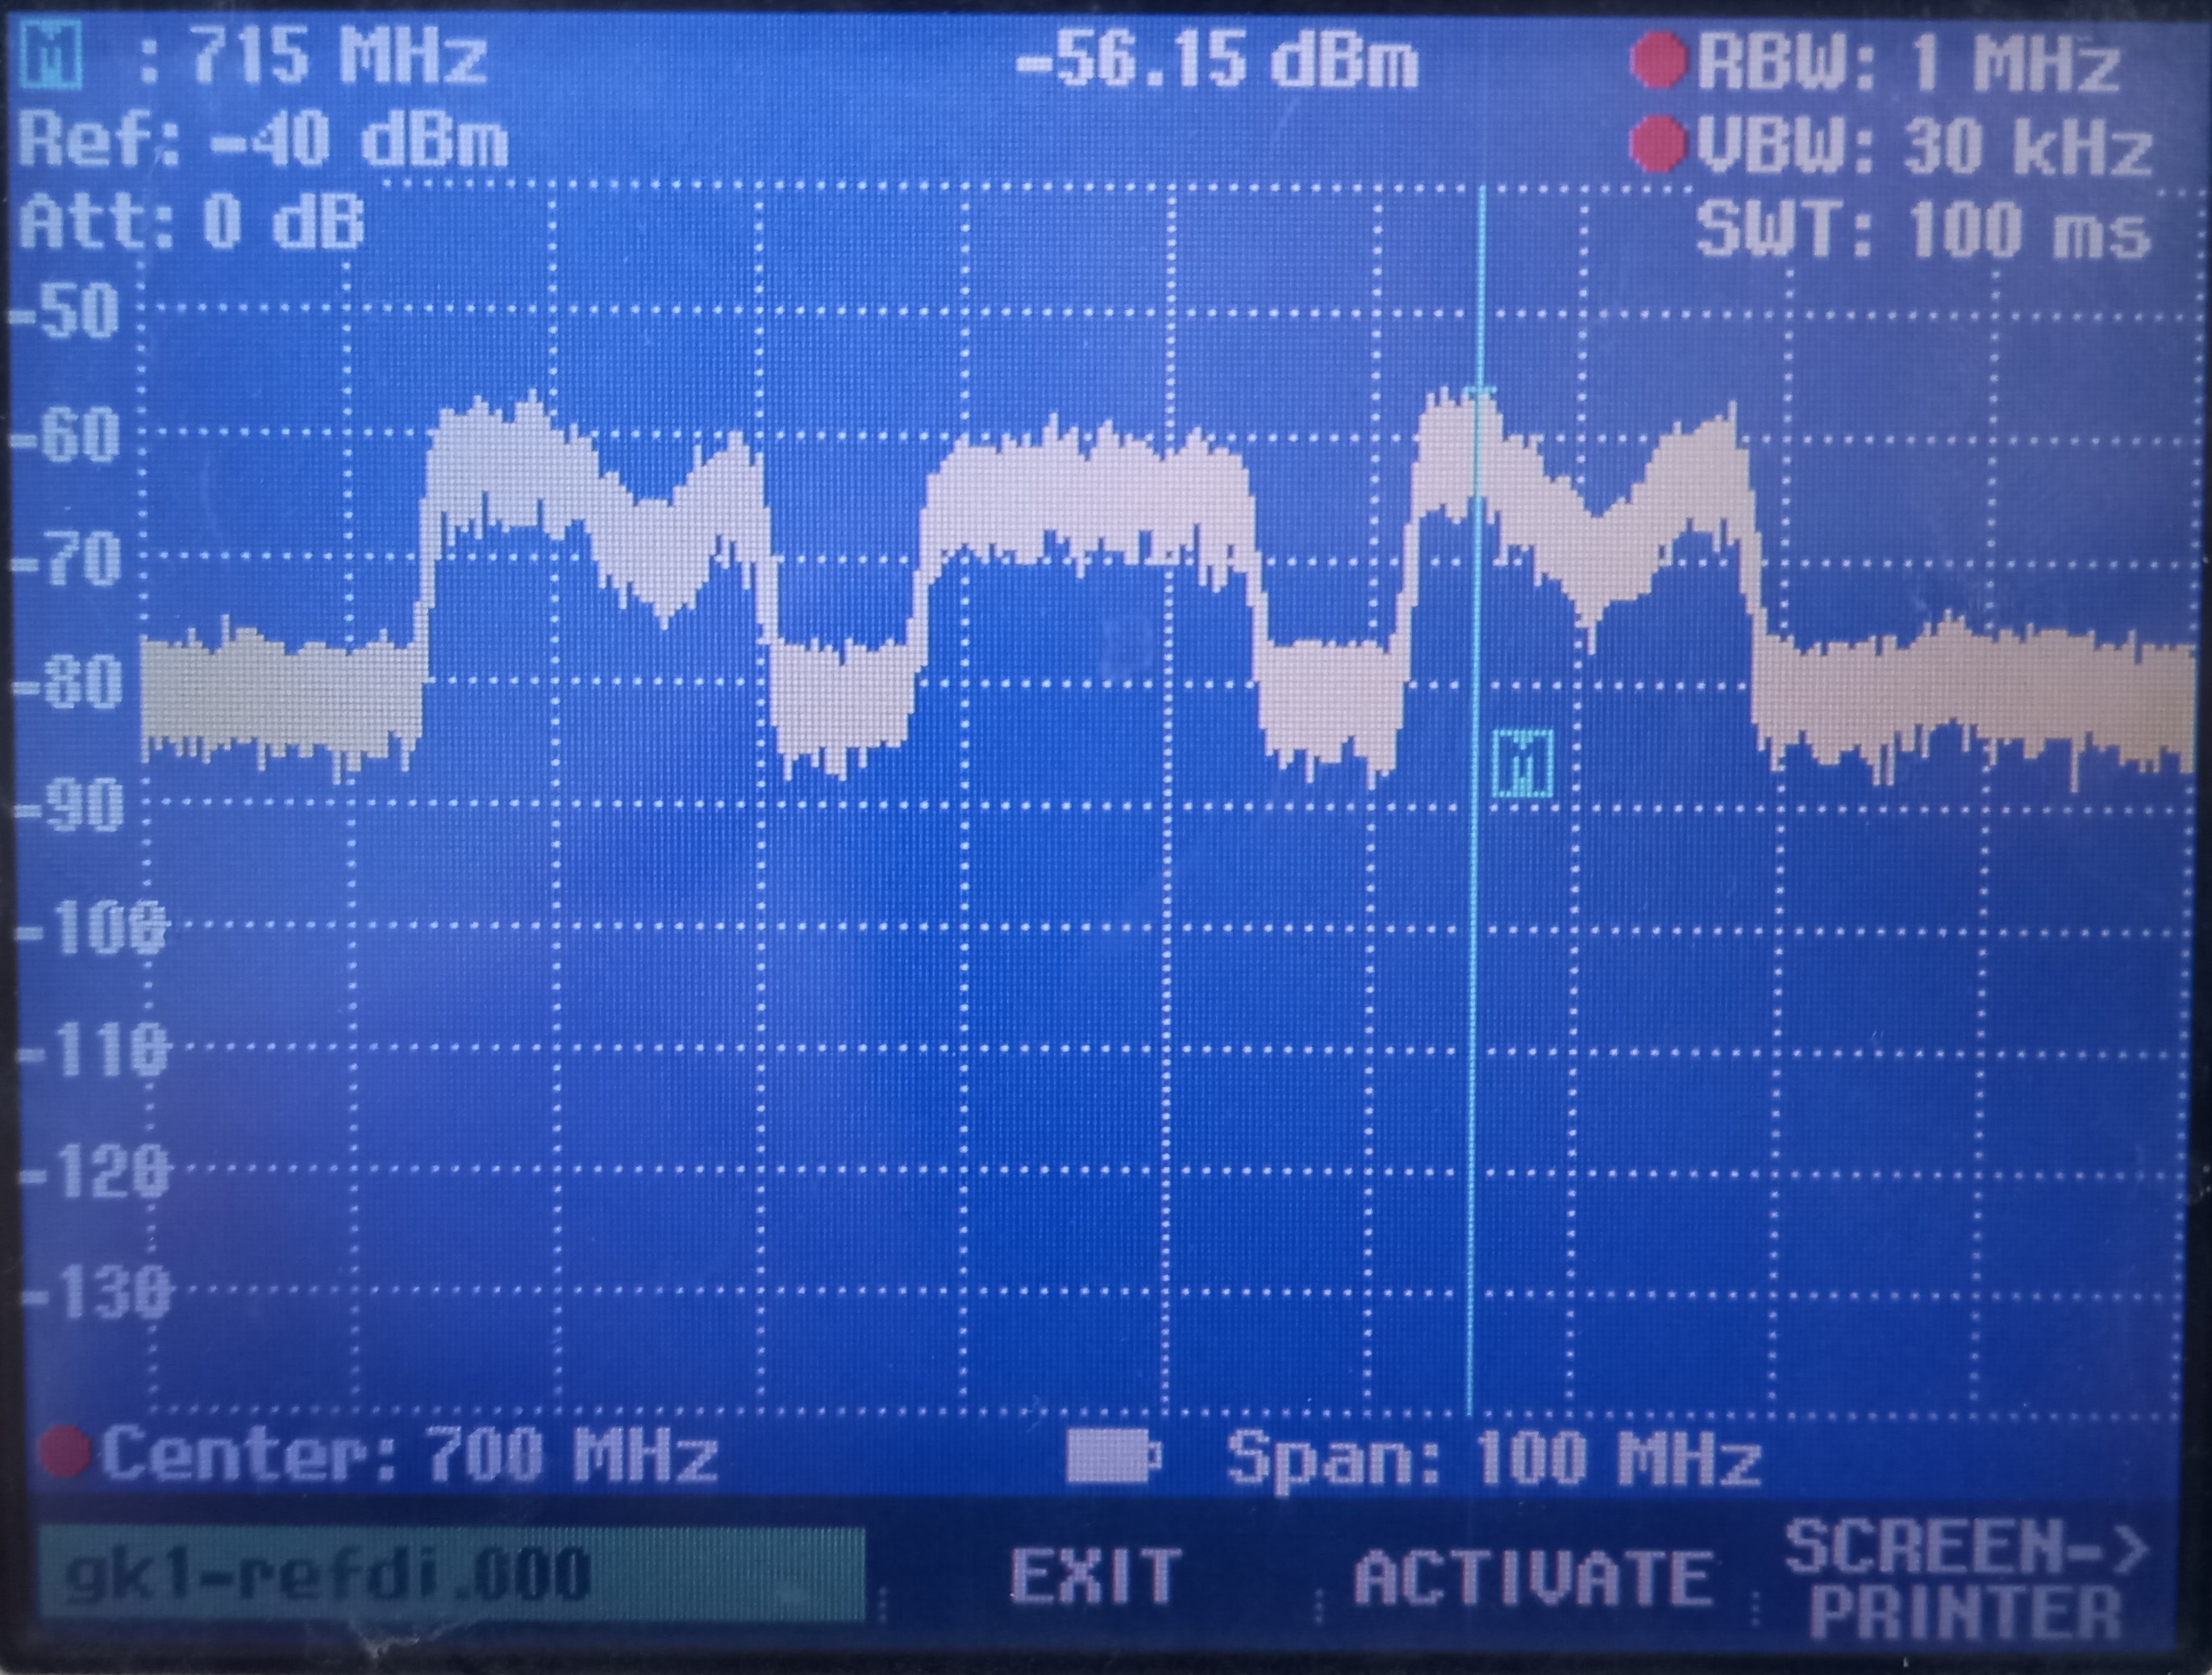 M : 715 MHz
-56.15 dBm
RBW: 1 MHz
Ref: -40 dBm
VBW: 30 kHz
Att: 0 dB
SWT: 100 ms
-50
-60
-70
-80
M
-90
-100
-110
-120
-130
Center: 700 MHz
Span: 100 MHz
gk1-refdi.000
EXIT
ACTIVATE
SCREEN->
PRINTER